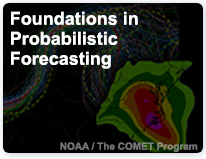 Foundations in
Probabilistic
Forecasting
NOAA / The COMET Program